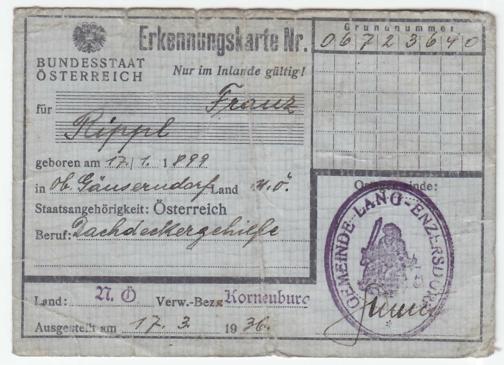 Erkennungskarte Nr.
Grundnummer
06723640
BUNDESSTAAT
ÖSTERREICH
Nur im Inlande gültig!
für Franz
Rippl
geboren am 17./1. 1899
in Ob. Gänserndorf Land N.Ö.
Staatsangehörigkeit: Österreich
Beruf: Dachdeckergehilfe
Ortsgemeinde:
GEMEINDE LANG-ENZERSDORF
Land: N. Ö Verw.-Bez. Korneuburg
Ausgestellt am 17. 3. 1936.